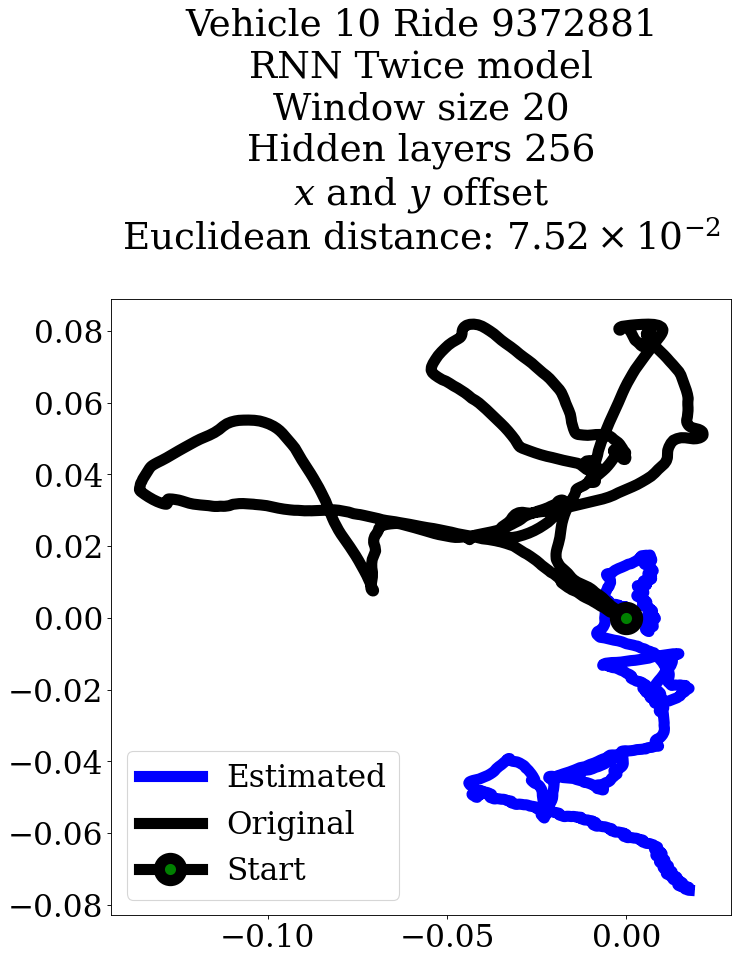 Vehicle 10 Ride 9372881
RNN Twice model
Window size 20
Hidden layers 256
x and y offset
Euclidean distance: 7.52 × 10⁻²
0.08
0.06
0.04
0.02
0.00
−0.02
−0.04
−0.06
−0.08
Estimated
Original
Start
−0.10
−0.05
0.00